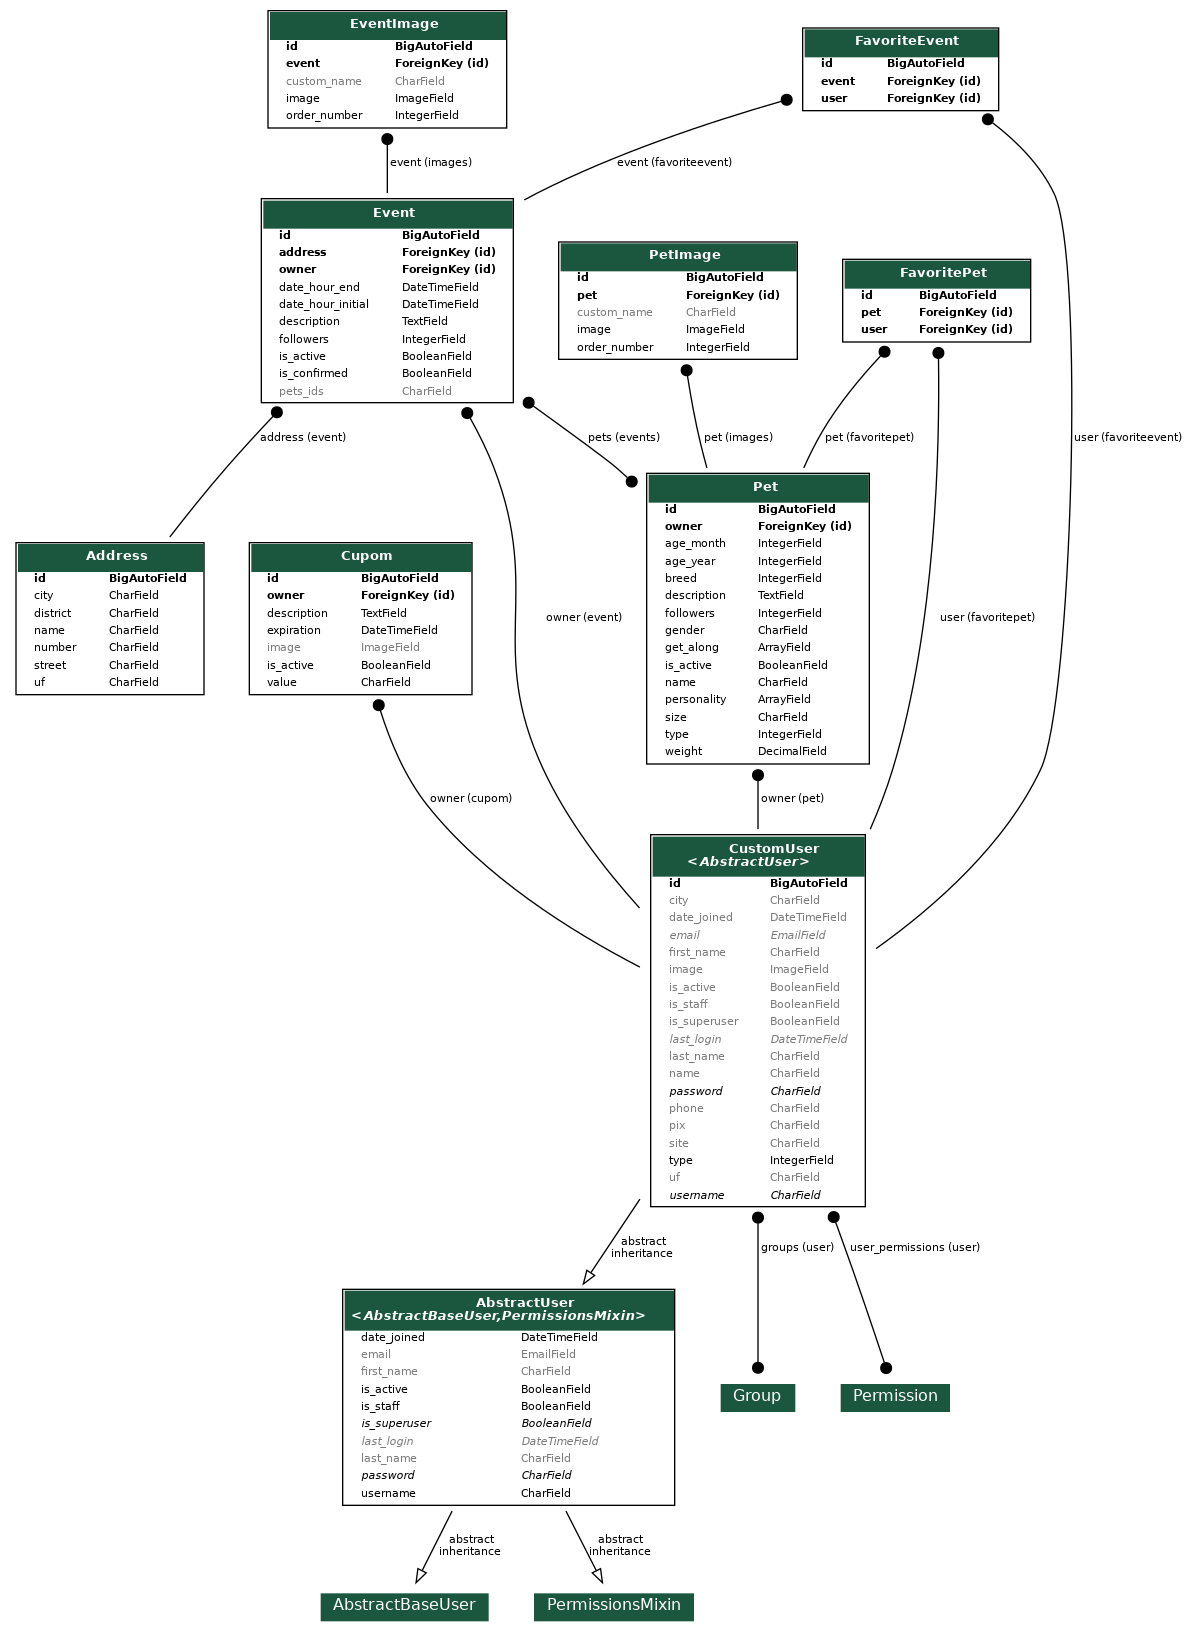 EventImage
id BigAutoField
event ForeignKey (id)
custom_name CharField
image ImageField
order_number IntegerField
FavoriteEvent
id BigAutoField
event ForeignKey (id)
user ForeignKey (id)
event (images)
event (favoriteevent)
Event
id BigAutoField
address ForeignKey (id)
owner ForeignKey (id)
date_hour_end DateTimeField
date_hour_initial DateTimeField
description TextField
followers IntegerField
is_active BooleanField
is_confirmed BooleanField
pets_ids CharField
PetImage
id BigAutoField
pet ForeignKey (id)
custom_name CharField
image ImageField
order_number IntegerField
FavoritePet
id BigAutoField
pet ForeignKey (id)
user ForeignKey (id)
address (event)
pets (events)
pet (images)
pet (favoritepet)
user (favoriteevent)
Address
id BigAutoField
city CharField
district CharField
name CharField
number CharField
street CharField
uf CharField
Cupom
id BigAutoField
owner ForeignKey (id)
description TextField
expiration DateTimeField
image ImageField
is_active BooleanField
value CharField
owner (event)
Pet
id BigAutoField
owner ForeignKey (id)
age_month IntegerField
age_year IntegerField
breed IntegerField
description TextField
followers IntegerField
gender CharField
get_along ArrayField
is_active BooleanField
name CharField
personality ArrayField
size CharField
type IntegerField
weight DecimalField
user (favoritepet)
owner (cupom)
owner (pet)
CustomUser
<AbstractUser>
id BigAutoField
city CharField
date_joined DateTimeField
email EmailField
first_name CharField
image ImageField
is_active BooleanField
is_staff BooleanField
is_superuser BooleanField
last_login DateTimeField
last_name CharField
name CharField
password CharField
phone CharField
pix CharField
site CharField
type IntegerField
uf CharField
username CharField
abstract
inheritance
groups (user)
user_permissions (user)
AbstractUser
<AbstractBaseUser,PermissionsMixin>
date_joined DateTimeField
email EmailField
first_name CharField
is_active BooleanField
is_staff BooleanField
is_superuser BooleanField
last_login DateTimeField
last_name CharField
password CharField
username CharField
Group
Permission
abstract
inheritance
abstract
inheritance
AbstractBaseUser
PermissionsMixin